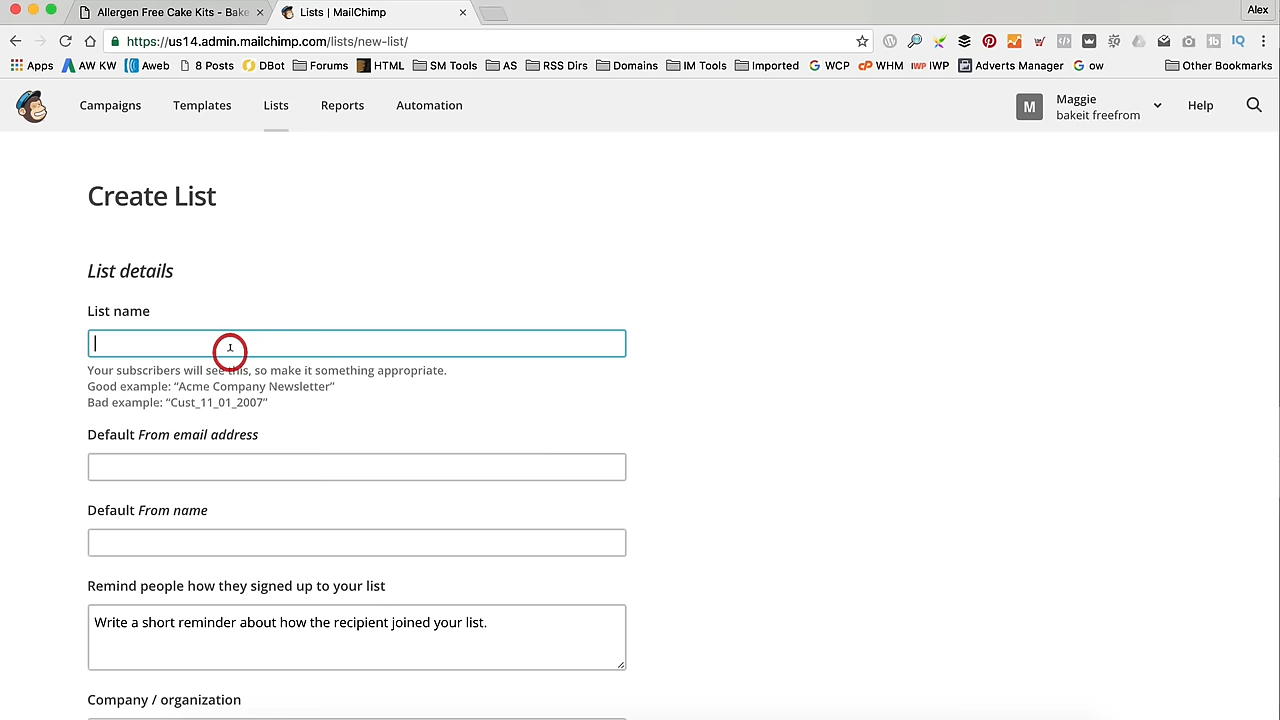 Allergen Free Cake Kits - Bake
Lists | MailChimp
Alex
https://us14.admin.mailchimp.com/lists/new-list/
Apps AW KW Aweb 8 Posts DBot Forums HTML SM Tools AS RSS Dirs Domains IM Tools Imported WCP WHM IWP Adverts Manager ow Other Bookmarks
Campaigns Templates Lists Reports Automation
M
Maggie
bakeit freefrom
Help
Create List
List details
List name
Your subscribers will see this, so make it something appropriate.
Good example: “Acme Company Newsletter”
Bad example: “Cust_11_01_2007”
Default From email address
Default From name
Remind people how they signed up to your list
Write a short reminder about how the recipient joined your list.
Company / organization